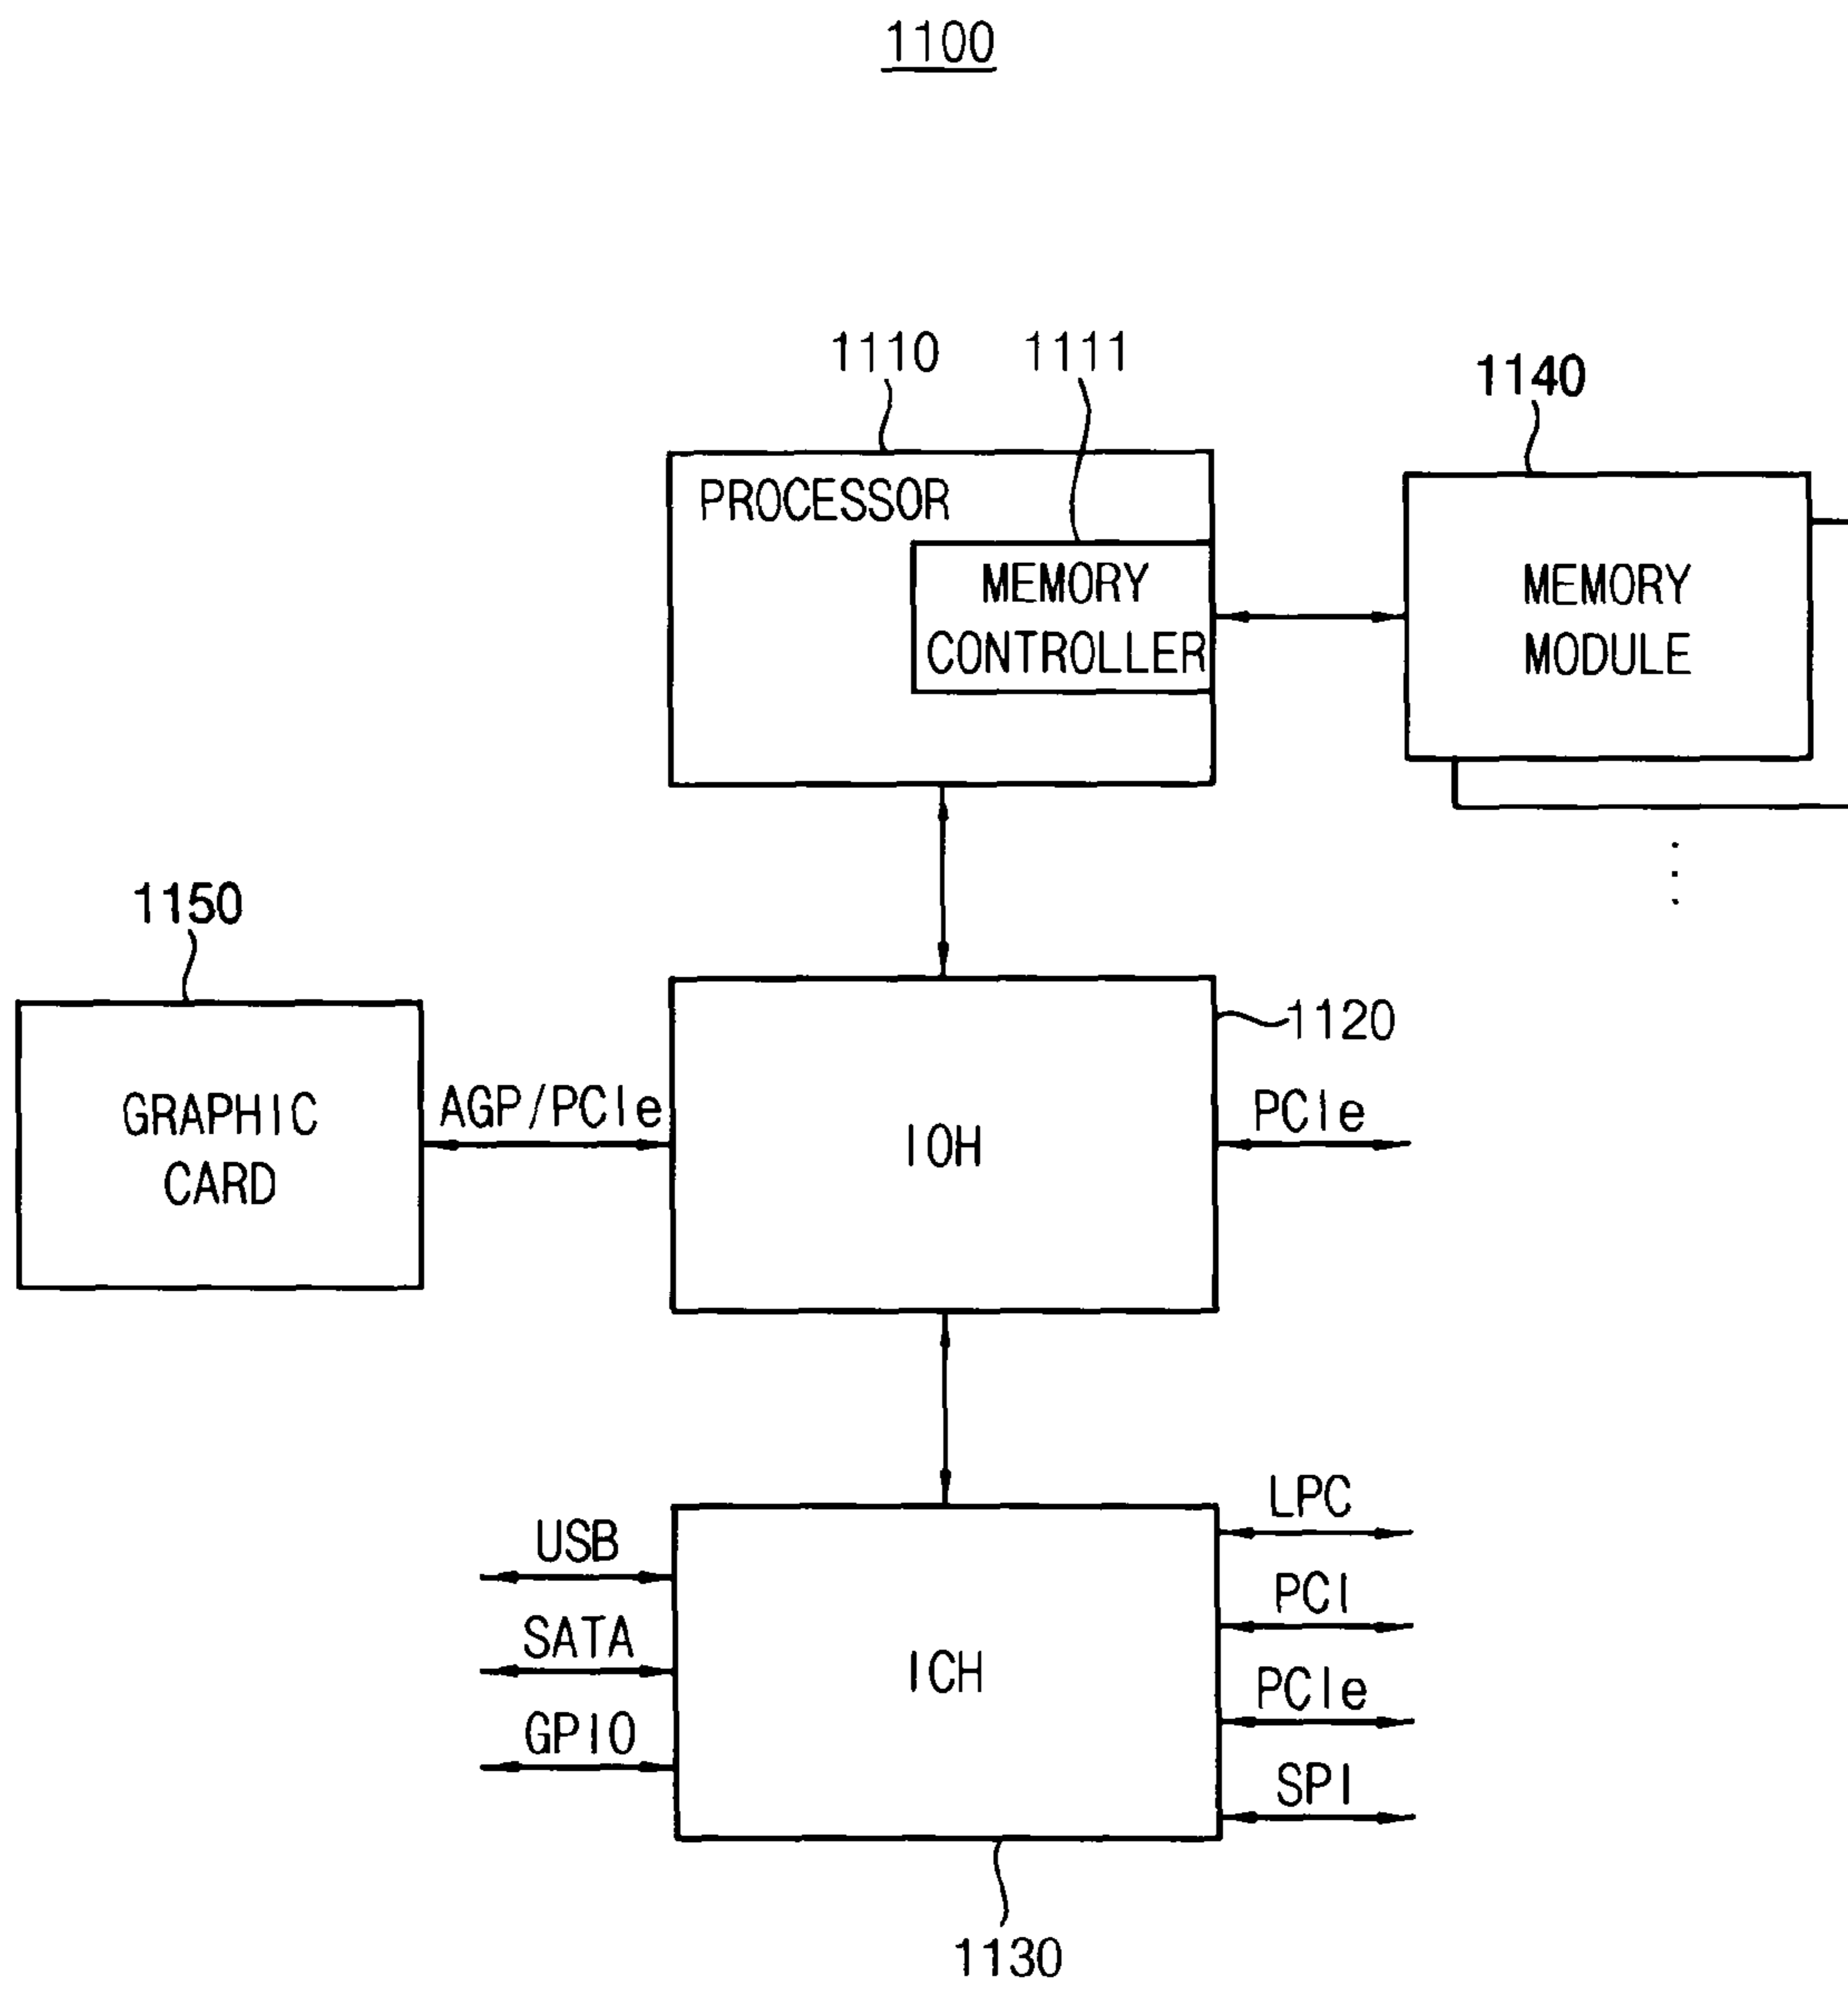 1100
1110
1111
1140
PROCESSOR
MEMORY
CONTROLLER
MEMORY
MODULE
1150
GRAPHIC
CARD
AGP/PCIe
IOH
1120
PCIe
USB
SATA
GPIO
ICH
LPC
PCI
PCIe
SPI
1130